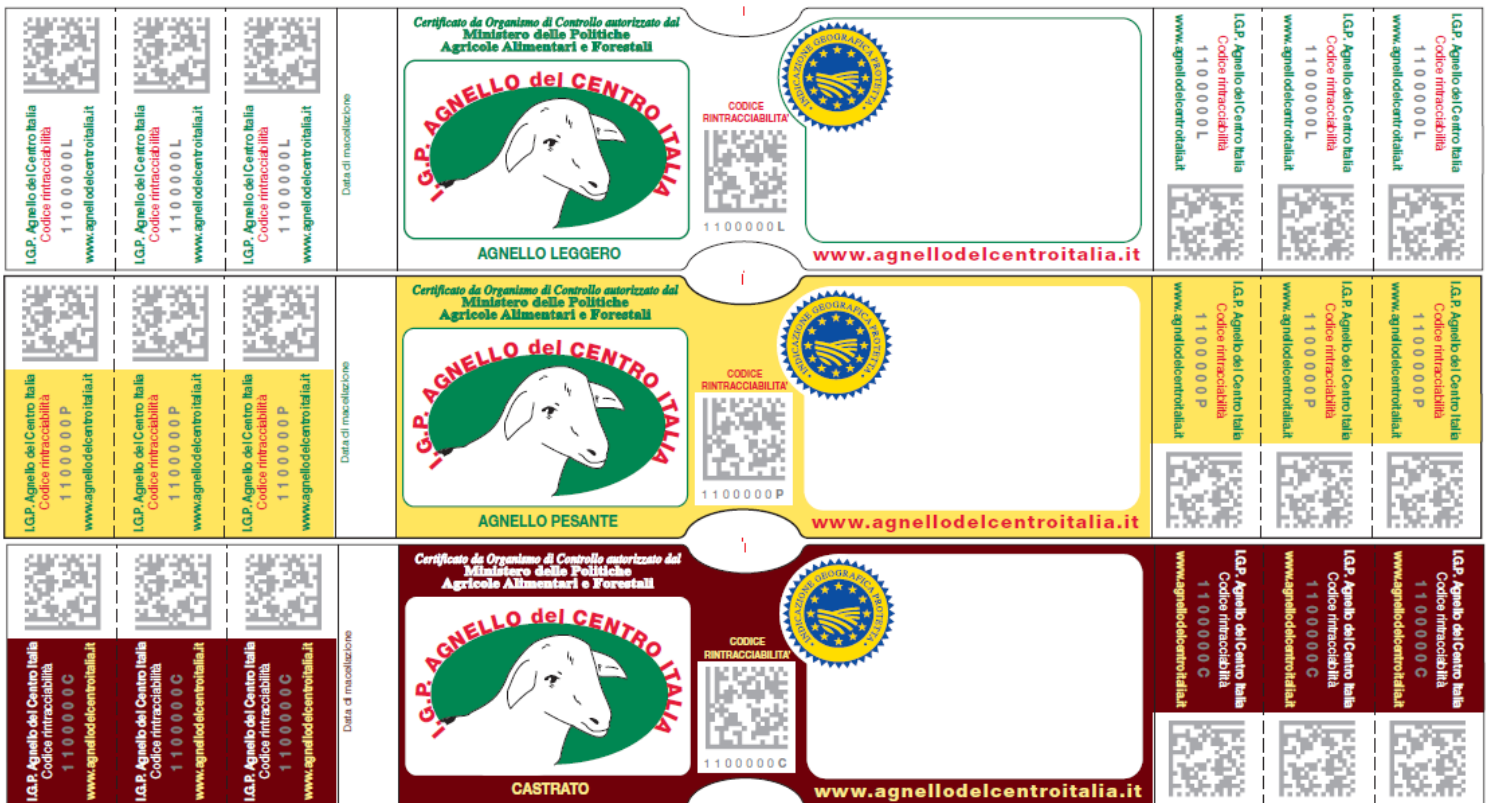 I.G.P. Agnello del Centro Italia
Codice rintracciabilità
1100000L
www.agnellodelcentroitalia.it
I.G.P. Agnello del Centro Italia
Codice rintracciabilità
1100000L
www.agnellodelcentroitalia.it
I.G.P. Agnello del Centro Italia
Codice rintracciabilità
1100000L
www.agnellodelcentroitalia.it
Data di macellazione
Certificato da Organismo di Controllo autorizzato dal
Ministero delle Politiche
Agricole Alimentari e Forestali
I.G.P. AGNELLO del CENTRO ITALIA
AGNELLO LEGGERO
CODICE
RINTRACCIABILITA'
1100000L
INDICAZIONE GEOGRAFICA PROTETTA
www.agnellodelcentroitalia.it
I.G.P. Agnello del Centro Italia
Codice rintracciabilità
1100000L
www.agnellodelcentroitalia.it
I.G.P. Agnello del Centro Italia
Codice rintracciabilità
1100000L
www.agnellodelcentroitalia.it
I.G.P. Agnello del Centro Italia
Codice rintracciabilità
1100000L
www.agnellodelcentroitalia.it
I.G.P. Agnello del Centro Italia
Codice rintracciabilità
1100000P
www.agnellodelcentroitalia.it
I.G.P. Agnello del Centro Italia
Codice rintracciabilità
1100000P
www.agnellodelcentroitalia.it
I.G.P. Agnello del Centro Italia
Codice rintracciabilità
1100000P
www.agnellodelcentroitalia.it
Data di macellazione
Certificato da Organismo di Controllo autorizzato dal
Ministero delle Politiche
Agricole Alimentari e Forestali
I.G.P. AGNELLO del CENTRO ITALIA
AGNELLO PESANTE
CODICE
RINTRACCIABILITA'
1100000P
INDICAZIONE GEOGRAFICA PROTETTA
www.agnellodelcentroitalia.it
I.G.P. Agnello del Centro Italia
Codice rintracciabilità
1100000P
www.agnellodelcentroitalia.it
I.G.P. Agnello del Centro Italia
Codice rintracciabilità
1100000P
www.agnellodelcentroitalia.it
I.G.P. Agnello del Centro Italia
Codice rintracciabilità
1100000P
www.agnellodelcentroitalia.it
I.G.P. Agnello del Centro Italia
Codice rintracciabilità
1100000C
www.agnellodelcentroitalia.it
I.G.P. Agnello del Centro Italia
Codice rintracciabilità
1100000C
www.agnellodelcentroitalia.it
I.G.P. Agnello del Centro Italia
Codice rintracciabilità
1100000C
www.agnellodelcentroitalia.it
Data di macellazione
Certificato da Organismo di Controllo autorizzato dal
Ministero delle Politiche
Agricole Alimentari e Forestali
I.G.P. AGNELLO del CENTRO ITALIA
CASTRATO
CODICE
RINTRACCIABILITA'
1100000C
INDICAZIONE GEOGRAFICA PROTETTA
www.agnellodelcentroitalia.it
I.G.P. Agnello del Centro Italia
Codice rintracciabilità
1100000C
www.agnellodelcentroitalia.it
I.G.P. Agnello del Centro Italia
Codice rintracciabilità
1100000C
www.agnellodelcentroitalia.it
I.G.P. Agnello del Centro Italia
Codice rintracciabilità
1100000C
www.agnellodelcentroitalia.it